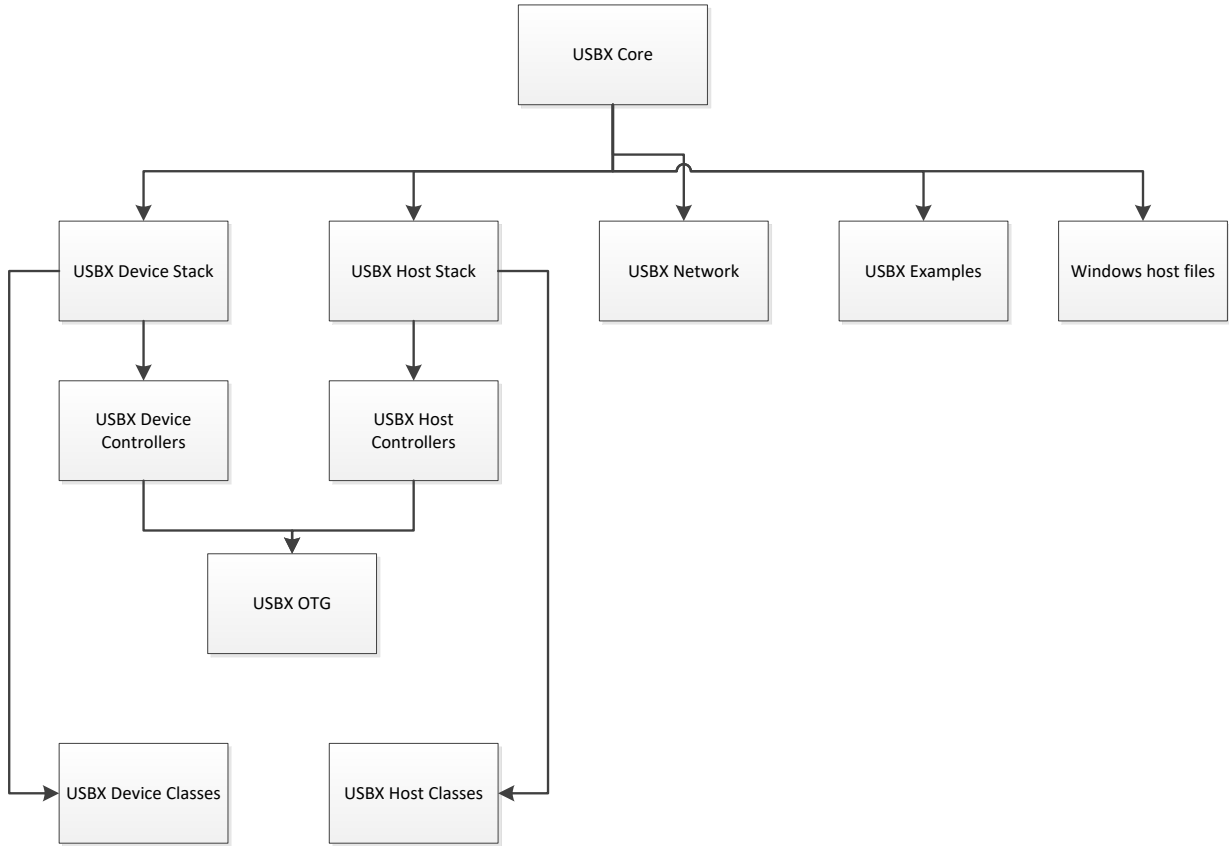 USBX Core
USBX Device Stack
USBX Host Stack
USBX Network
USBX Examples
Windows host files
USBX Device
Controllers
USBX Host
Controllers
USBX OTG
USBX Device Classes
USBX Host Classes